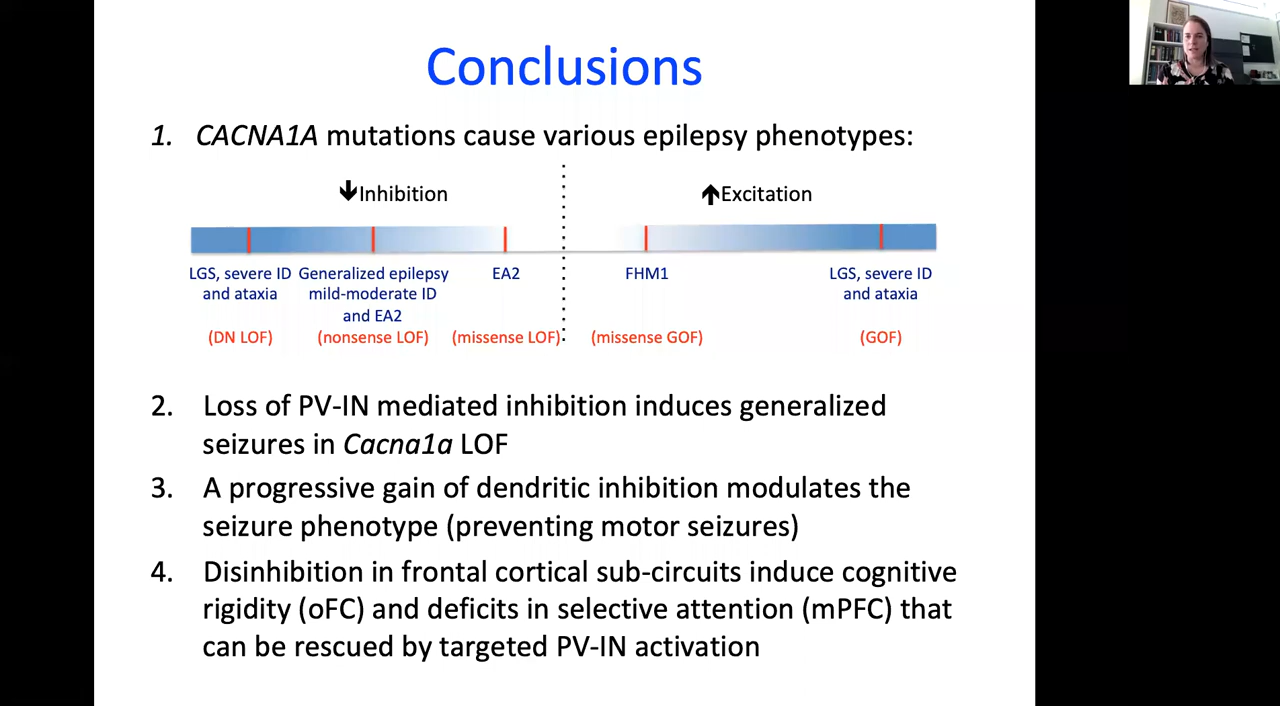 Conclusions
1. CACNA1A mutations cause various epilepsy phenotypes:
🡇Inhibition
🡅Excitation
LGS, severe ID
and ataxia
(DN LOF)
Generalized epilepsy
mild-moderate ID
and EA2
(nonsense LOF)
EA2
(missense LOF)
FHM1
(missense GOF)
LGS, severe ID
and ataxia
(GOF)
2. Loss of PV-IN mediated inhibition induces generalized
seizures in Cacna1a LOF
3. A progressive gain of dendritic inhibition modulates the
seizure phenotype (preventing motor seizures)
4. Disinhibition in frontal cortical sub-circuits induce cognitive
rigidity (oFC) and deficits in selective attention (mPFC) that
can be rescued by targeted PV-IN activation